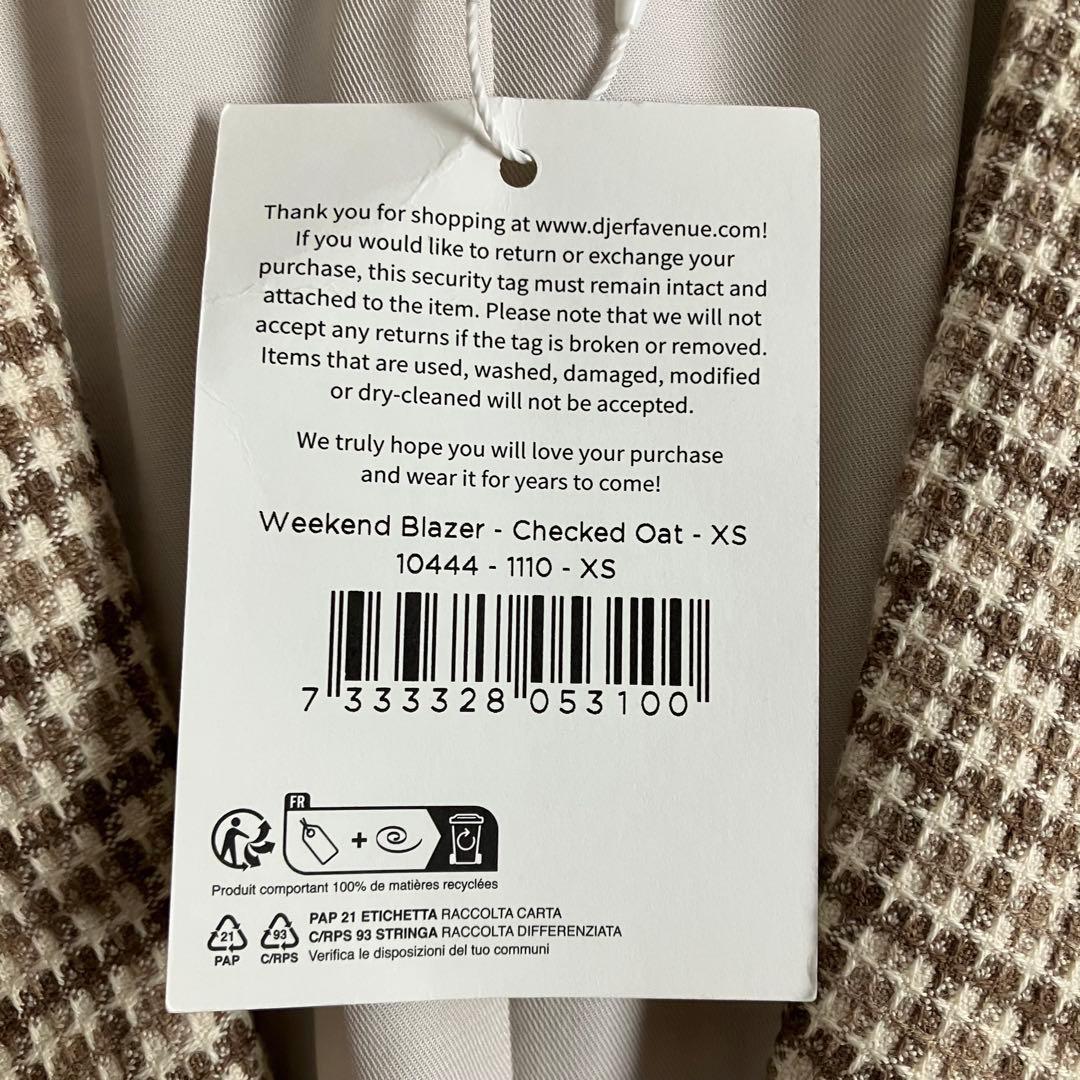 Thank you for shopping at www.djerfavenue.com!
If you would like to return or exchange your
purchase, this security tag must remain intact and
attached to the item. Please note that we will not
accept any returns if the tag is broken or removed.
Items that are used, washed, damaged, modified
or dry-cleaned will not be accepted.
We truly hope you will love your purchase
and wear it for years to come!
Weekend Blazer - Checked Oat - XS
10444 - 1110 - XS
7 333328 053100
FR
+
Produit comportant 100% de matières recyclées
21 PAP
93 C/RPS
PAP 21 ETICHETTA RACCOLTA CARTA
C/RPS 93 STRINGA RACCOLTA DIFFERENZIATA
Verifica le disposizioni del tuo communi